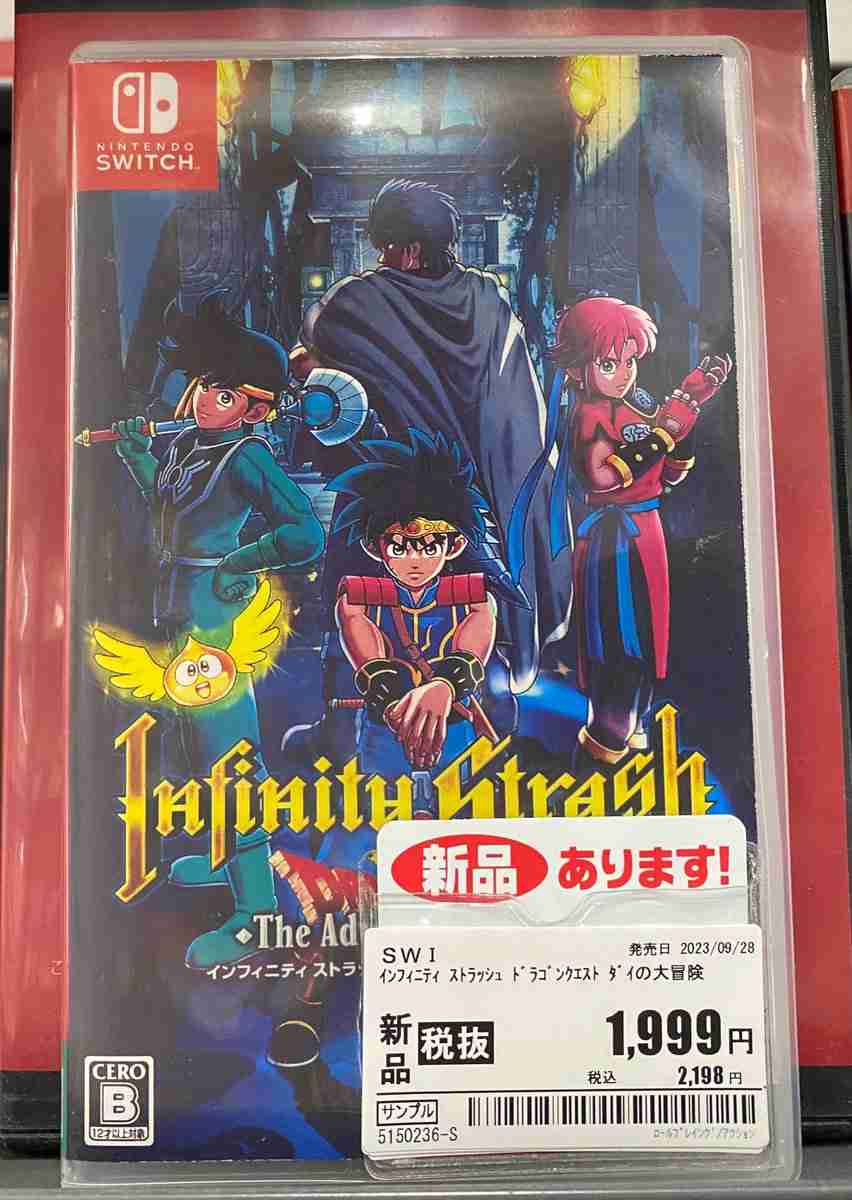 NINTENDO
SWITCH™
Infinity Strash
The Ad
インフィニティ ストラッ
新品あります!
SWI
発売日 2023/09/28
インフィニティ ストラッシュ ドラゴンクエスト ダイの大冒険
新品 税抜 1,999円
税込 2,198円
サンプル
5150236-S
ロールプレイング/アクション
CERO
B
12才以上対象
こ